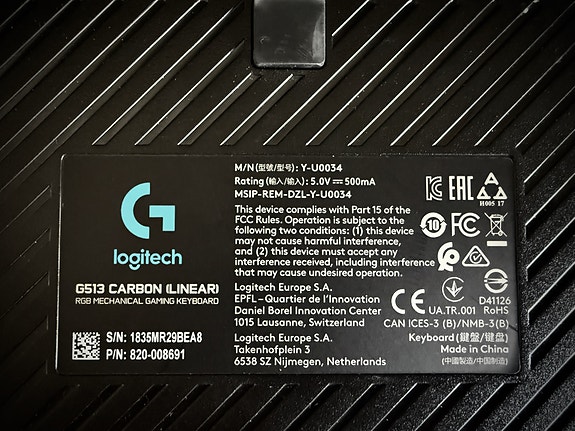 logitech
G513 CARBON (LINEAR)
RGB MECHANICAL GAMING KEYBOARD
S/N: 1835MR29BEA8
P/N: 820-008691
M/N (型號/型号): Y-U0034
Rating (輸入/输入): 5.0V ⎓ 500mA
MSIP-REM-DZL-Y-U0034
This device complies with Part 15 of the
FCC Rules. Operation is subject to the
following two conditions: (1) this device
may not cause harmful interference,
and (2) this device must accept any
interference received, including interference
that may cause undesired operation.
Logitech Europe S.A.
EPFL – Quartier de l'Innovation
Daniel Borel Innovation Center
1015 Lausanne, Switzerland
Logitech Europe S.A.
Takenhofplein 3
6538 SZ Nijmegen, Netherlands
EAC
H005 17
10
FC
CE
UA.TR.001
D41126
RoHS
CAN ICES-3 (B)/NMB-3(B)
Keyboard (鍵盤/键盘)
Made in China
(中國製造/中国制造)